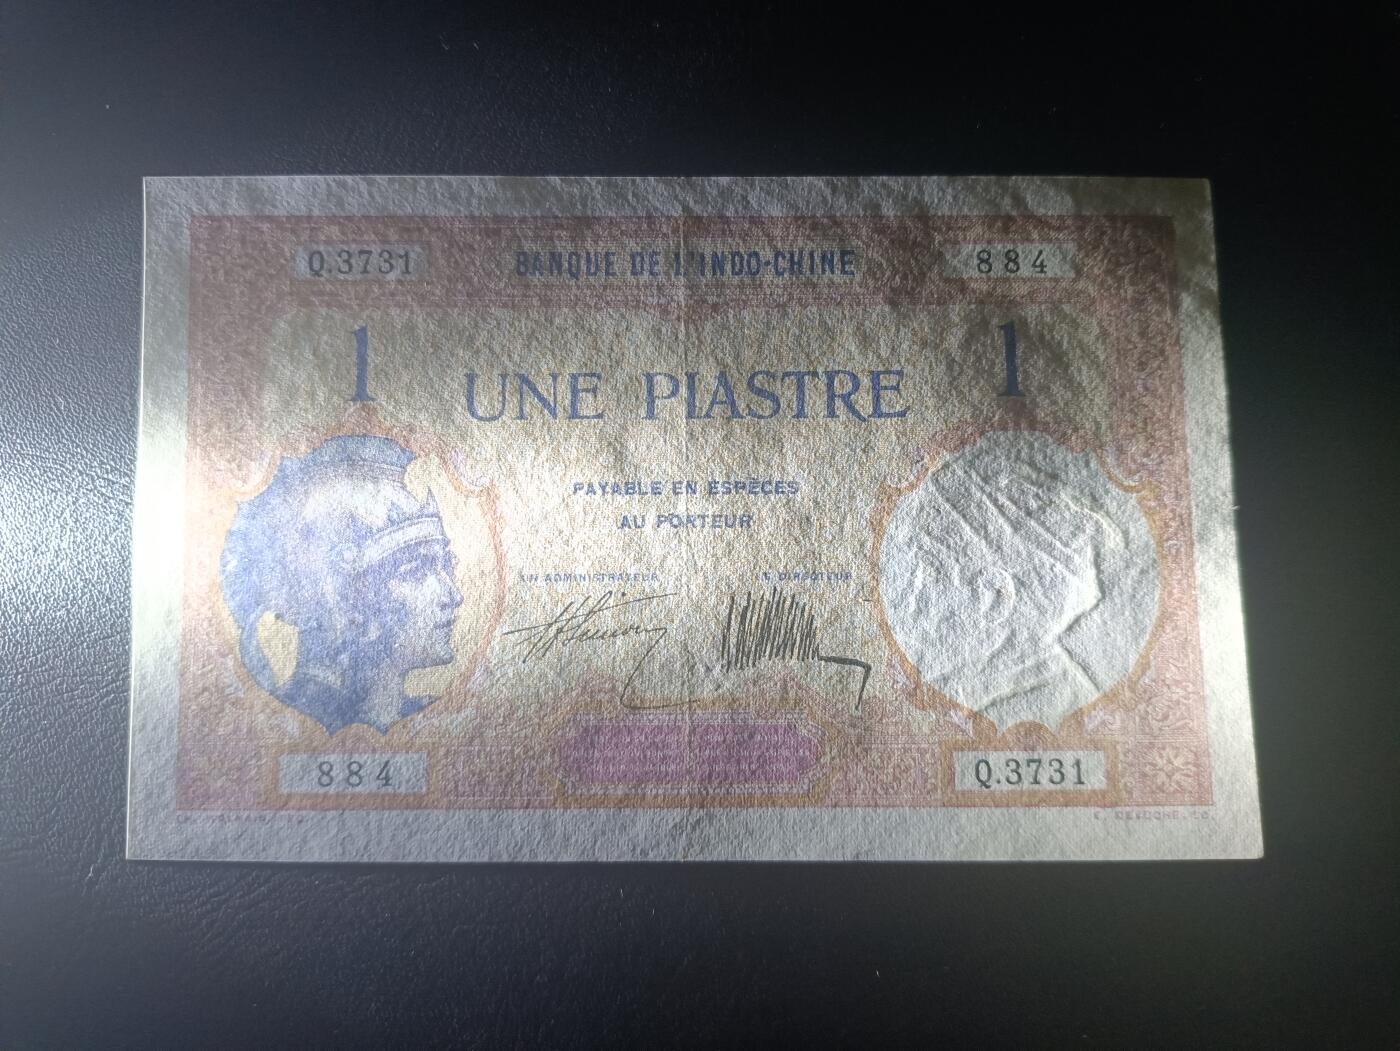 Q.3731 BANQUE DE L'INDO-CHINE 884
1 1
UNE PIASTRE
PAYABLE EN ESPÈCES
AU PORTEUR
UN ADMINISTRATEUR LE DIRECTEUR
884 Q.3731